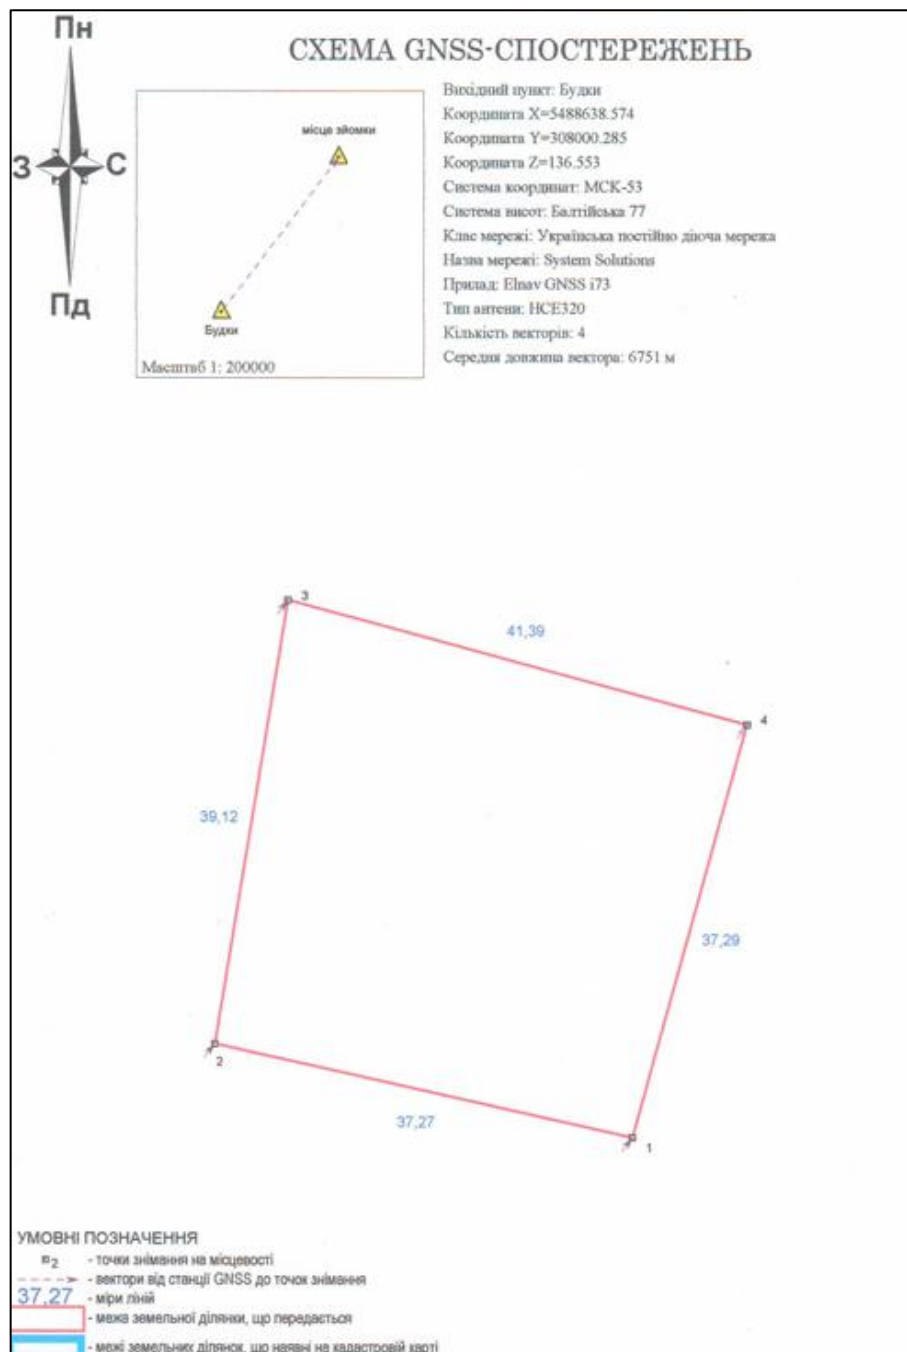 Пн
СХЕМА GNSS-СПОСТЕРЕЖЕНЬ
З
С
Пд
місце зйомки
Будки
Масштаб 1: 200000
Вихідний пункт: Будки
Координата X=5488638.574
Координата Y=308000.285
Координата Z=136.553
Система координат: МСК-53
Система висот: Балтійська 77
Клас мережі: Українська постійно діюча мережа
Назва мережі: System Solutions
Прилад: Elnav GNSS i73
Тип антени: HCE320
Кількість векторів: 4
Середня довжина вектора: 6751 м
3
41,39
4
39,12
37,29
2
37,27
1
УМОВНІ ПОЗНАЧЕННЯ
2 - точки знімання на місцевості
- вектори від станції GNSS до точок знімання
37,27 - міри ліній
- межа земельної ділянки, що передається
- межі земельних ділянок, що наявні на кадастровій карті